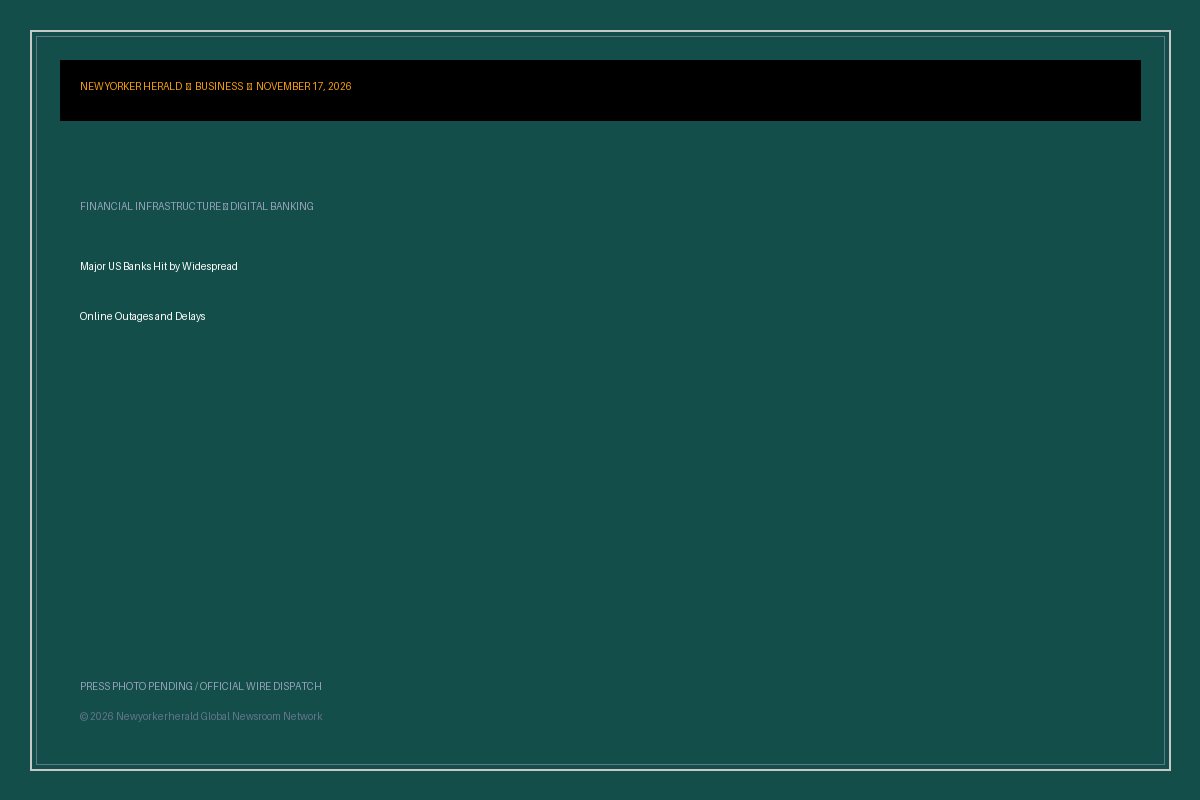 NEWYORKER HERALD ▯ BUSINESS ▯ NOVEMBER 17, 2026
FINANCIAL INFRASTRUCTURE ▯ DIGITAL BANKING
Major US Banks Hit by Widespread
Online Outages and Delays
PRESS PHOTO PENDING / OFFICIAL WIRE DISPATCH
© 2026 Newyorkerherald Global Newsroom Network